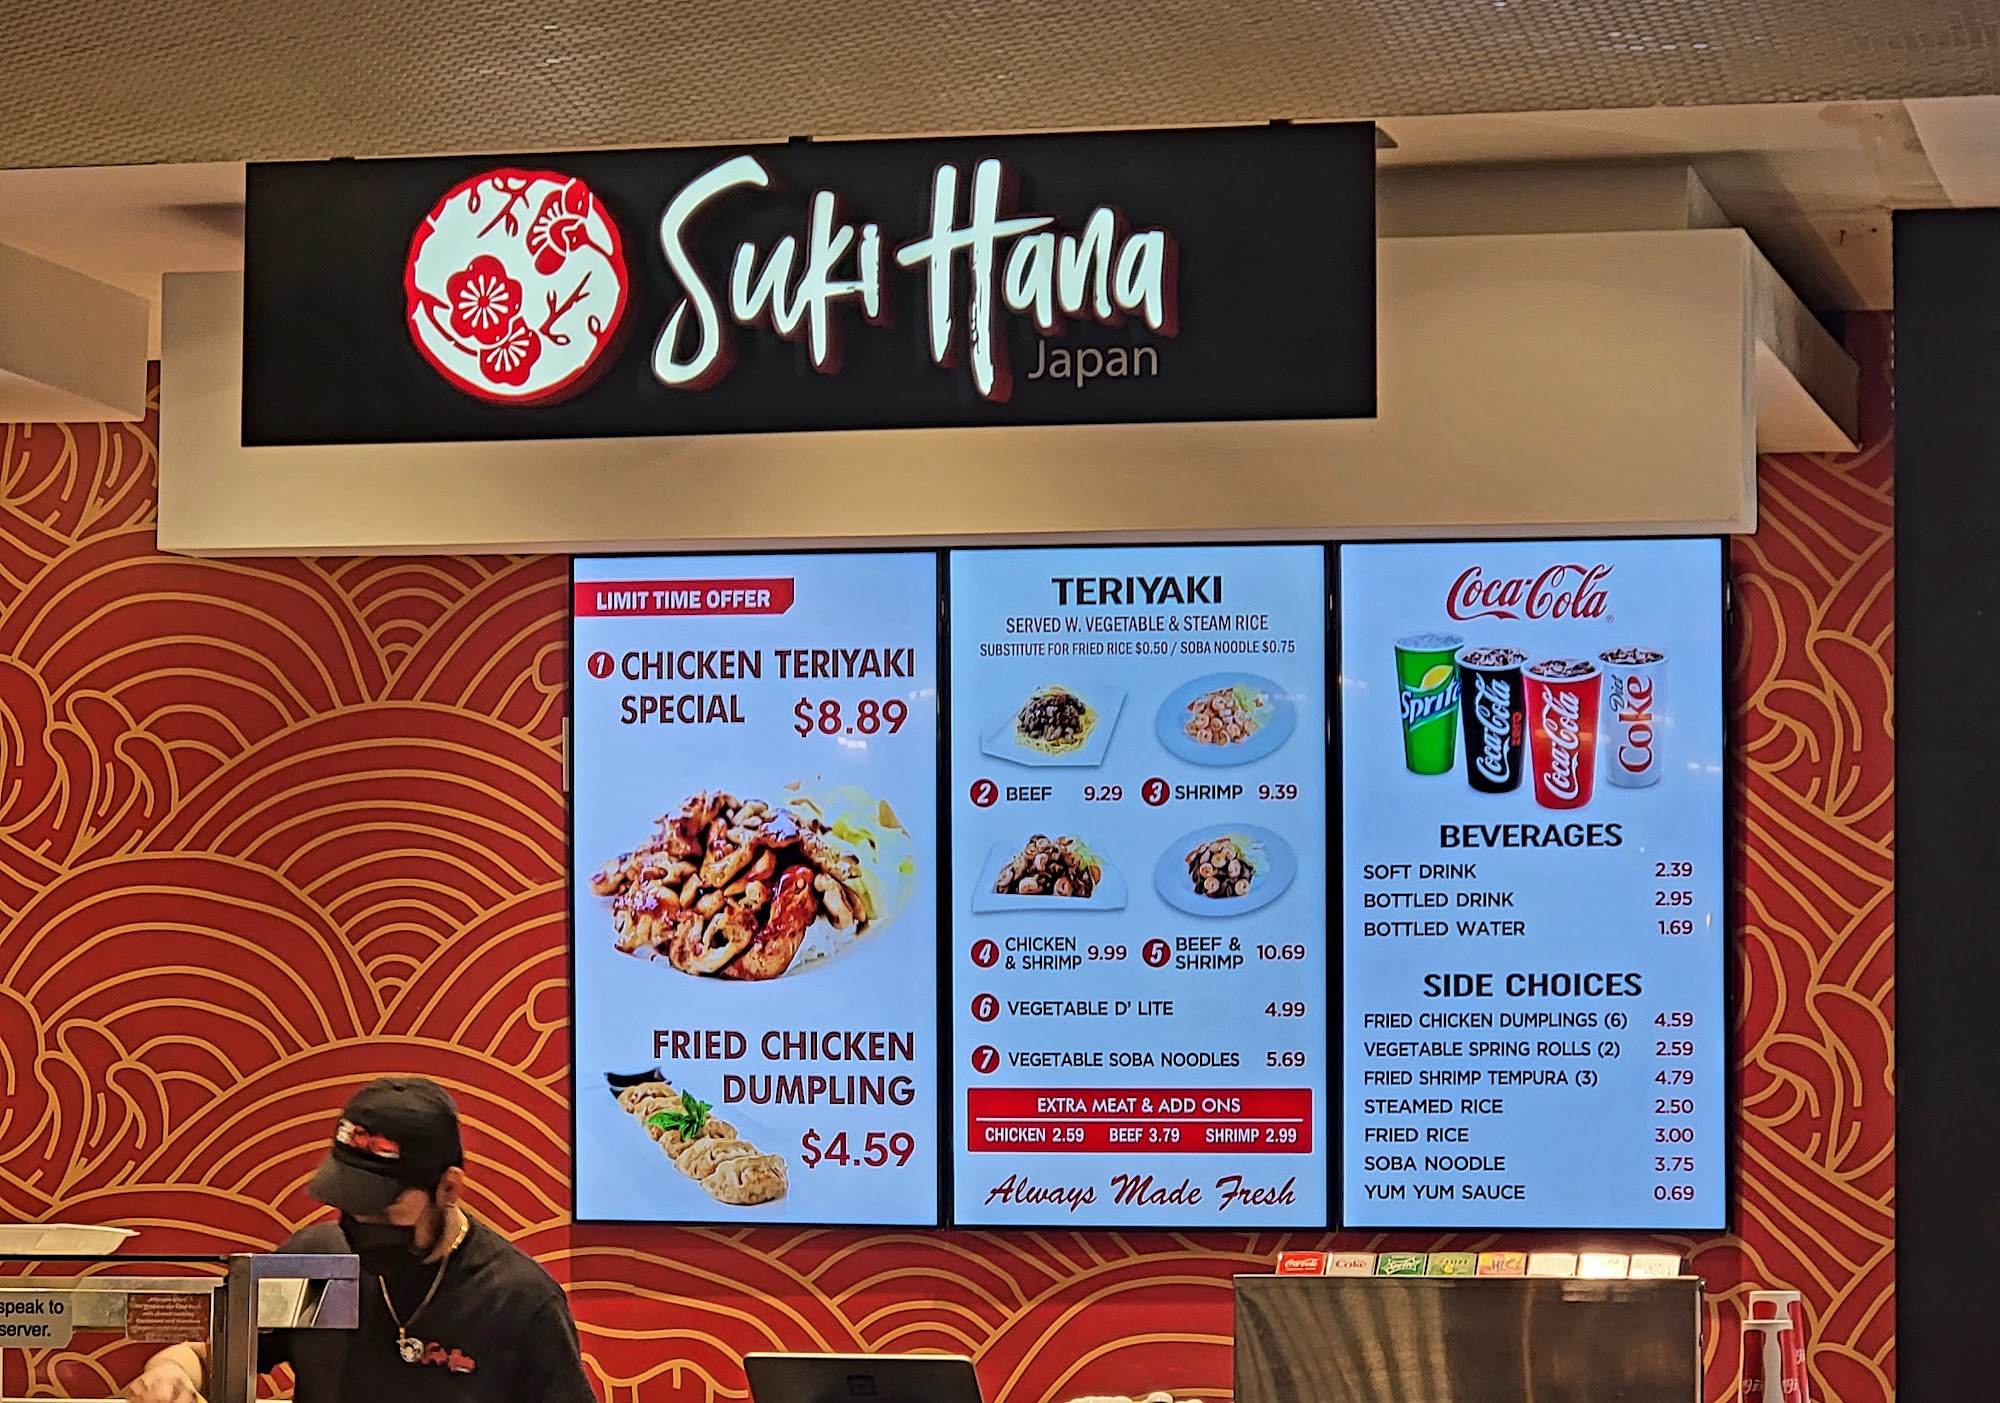 Suki Hana
Japan
LIMIT TIME OFFER
1 CHICKEN TERIYAKI
SPECIAL $8.89
FRIED CHICKEN
DUMPLING
$4.59
TERIYAKI
SERVED W. VEGETABLE & STEAM RICE
SUBSTITUTE FOR FRIED RICE $0.50 / SOBA NOODLE $0.75
2 BEEF 9.29 3 SHRIMP 9.39
4 CHICKEN & SHRIMP 9.99 5 BEEF & SHRIMP 10.69
6 VEGETABLE D' LITE 4.99
7 VEGETABLE SOBA NOODLES 5.69
EXTRA MEAT & ADD ONS
CHICKEN 2.59 BEEF 3.79 SHRIMP 2.99
Always Made Fresh
Coca-Cola
Sprite
Coca-Cola zero
Coca-Cola
Diet Coke
BEVERAGES
SOFT DRINK 2.39
BOTTLED DRINK 2.95
BOTTLED WATER 1.69
SIDE CHOICES
FRIED CHICKEN DUMPLINGS (6) 4.59
VEGETABLE SPRING ROLLS (2) 2.59
FRIED SHRIMP TEMPURA (3) 4.79
STEAMED RICE 2.50
FRIED RICE 3.00
SOBA NOODLE 3.75
YUM YUM SAUCE 0.69
speak to
server.
Coca-Cola
Coke
Sprite